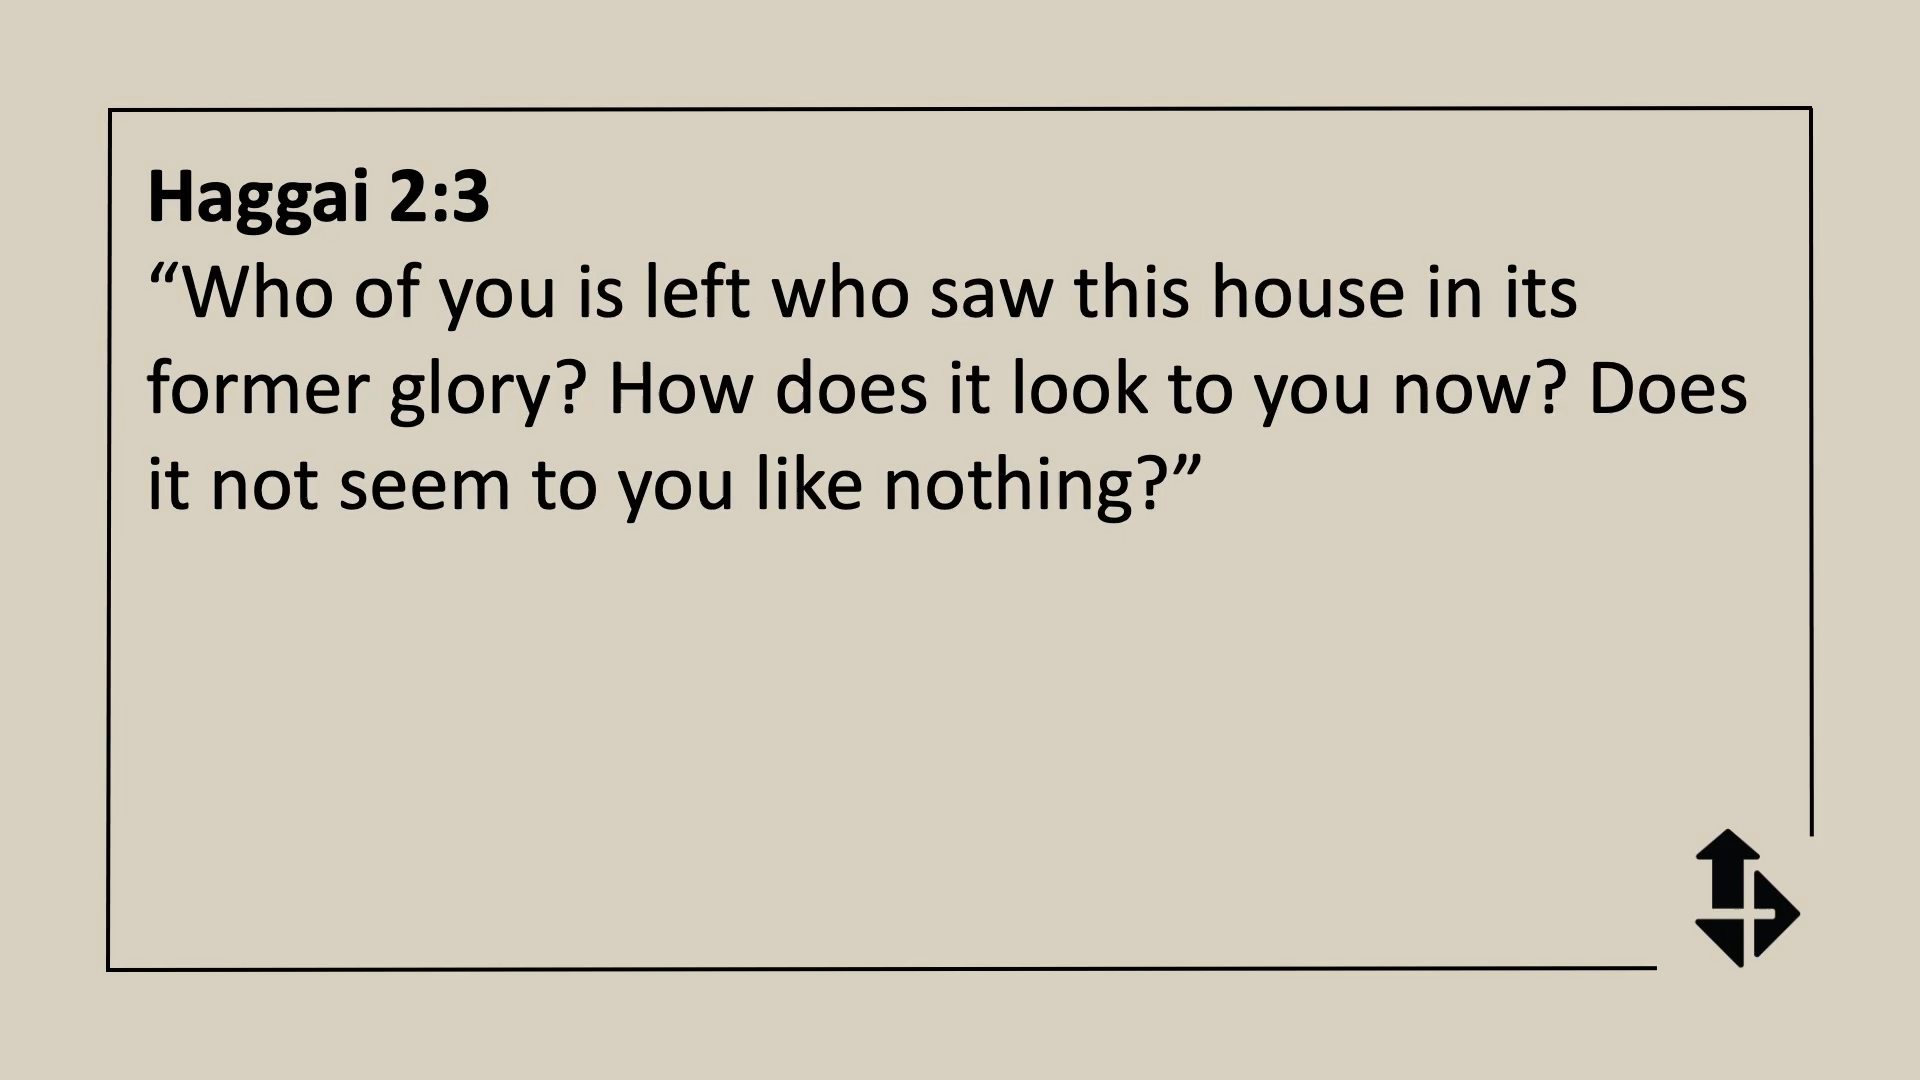 Haggai 2:3
“Who of you is left who saw this house in its
former glory? How does it look to you now? Does
it not seem to you like nothing?”